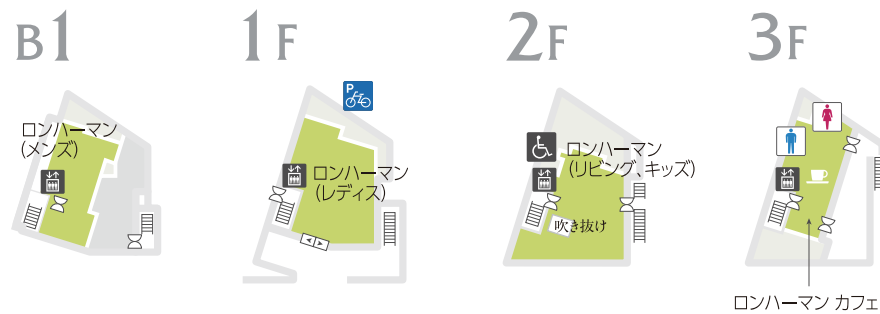 B1
1F
2F
3F
ロンハーマン
(メンズ)
P
ロンハーマン
(レディス)
ロンハーマン
(リビング、キッズ)
吹き抜け
ロンハーマン カフェ